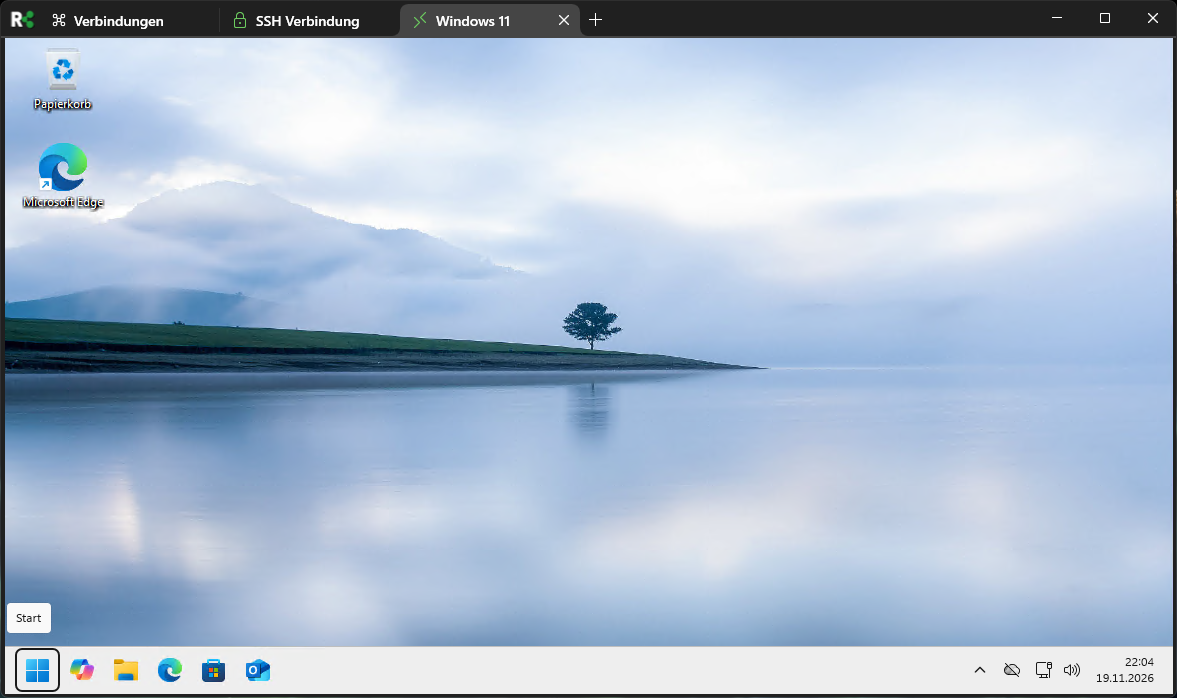 R Verbindungen
SSH Verbindung
Windows 11
Papierkorb
Microsoft Edge
Start
22:04
19.11.2026